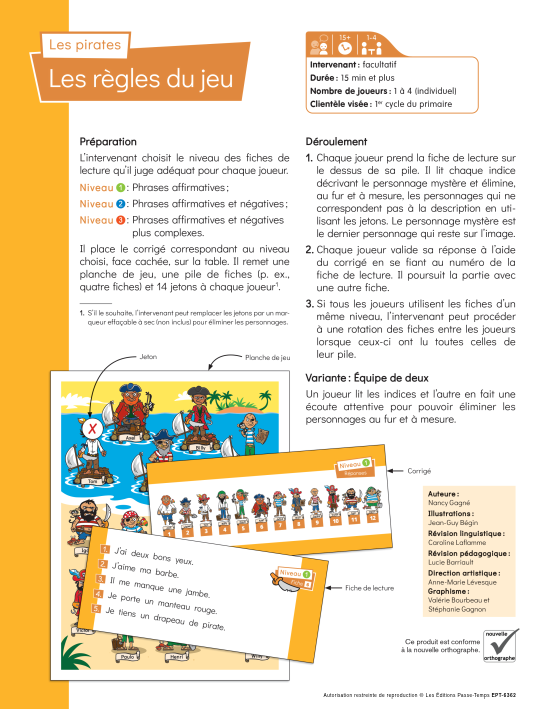 Les pirates
Les règles du jeu
15+
1-4
Intervenant : facultatif
Durée : 15 min et plus
Nombre de joueurs : 1 à 4 (individuel)
Clientèle visée : 1er cycle du primaire
Préparation
L'intervenant choisit le niveau des fiches de
lecture qu'il juge adéquat pour chaque joueur.
Niveau 1 : Phrases affirmatives ;
Niveau 2 : Phrases affirmatives et négatives ;
Niveau 3 : Phrases affirmatives et négatives
plus complexes.
Il place le corrigé correspondant au niveau
choisi, face cachée, sur la table. Il remet une
planche de jeu, une pile de fiches (p. ex.,
quatre fiches) et 14 jetons à chaque joueur1.
1. S'il le souhaite, l'intervenant peut remplacer les jetons par un mar-
queur effaçable à sec (non inclus) pour éliminer les personnages.
Déroulement
1. Chaque joueur prend la fiche de lecture sur
le dessus de sa pile. Il lit chaque indice
décrivant le personnage mystère et élimine,
au fur et à mesure, les personnages qui ne
correspondent pas à la description en uti-
lisant les jetons. Le personnage mystère est
le dernier personnage qui reste sur l'image.
2. Chaque joueur valide sa réponse à l'aide
du corrigé en se fiant au numéro de la
fiche de lecture. Il poursuit la partie avec
une autre fiche.
3. Si tous les joueurs utilisent les fiches d'un
même niveau, l'intervenant peut procéder
à une rotation des fiches entre les joueurs
lorsque ceux-ci ont lu toutes celles de
leur pile.
Variante : Équipe de deux
Un joueur lit les indices et l'autre en fait une
écoute attentive pour pouvoir éliminer les
personnages au fur et à mesure.
Jeton
Planche de jeu
X
Axel
Billy
Tom
Niveau 1
Réponses
1 2 3 4 5 6 7 8 9 10 11 12
Corrigé
1. J'ai deux bons yeux.
2. J'aime ma barbe.
3. Il me manque une jambe.
4. Je porte un manteau rouge.
5. Je tiens un drapeau de pirate.
Niveau 1
Fiche
Fiche de lecture
Victor
Paulo
Henri
Auteure :
Nancy Gagné
Illustrations :
Jean-Guy Bégin
Révision linguistique :
Caroline Laflamme
Révision pédagogique :
Lucie Barriault
Direction artistique :
Anne-Marie Lévesque
Graphisme :
Valérie Bourbeau et
Stéphanie Gagnon
Ce produit est conforme
à la nouvelle orthographe.
nouvelle
orthographe
Autorisation restreinte de reproduction © Les Éditions Passe-Temps EPT-6362